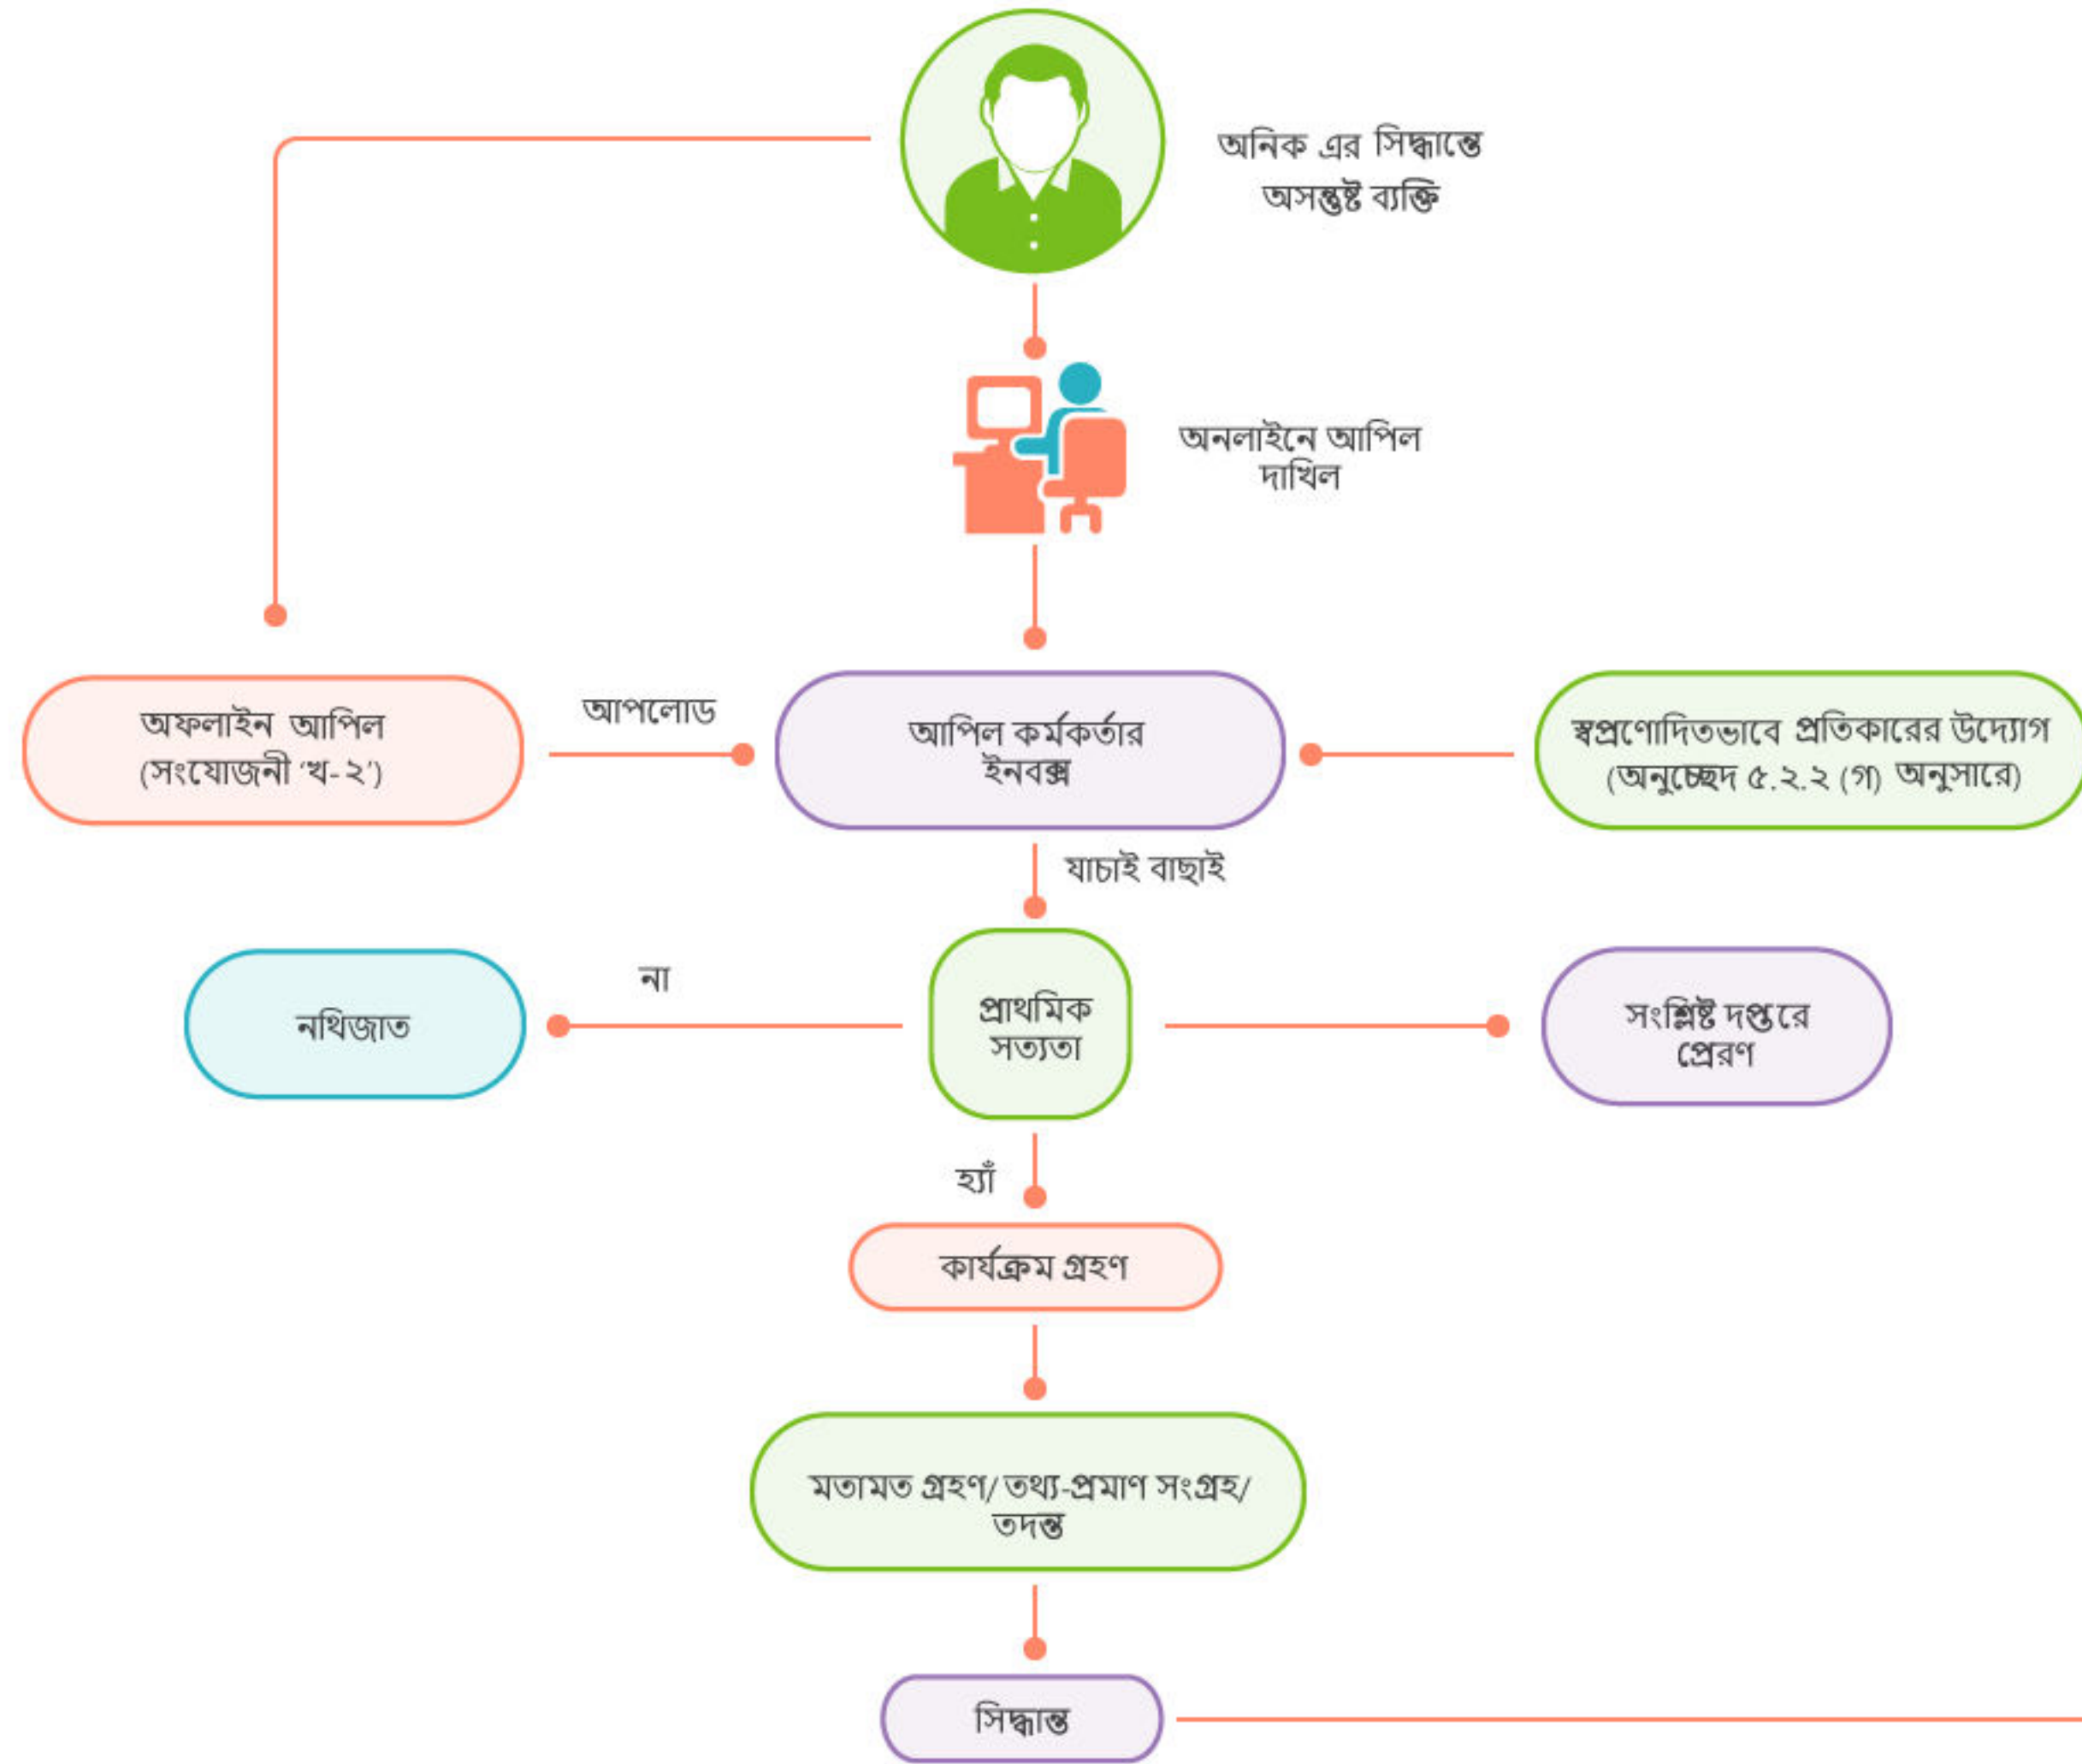 অনিক এর সিদ্ধান্তে
অসন্তুষ্ট ব্যক্তি
অনলাইনে আপিল
দাখিল
অফলাইন আপিল
(সংযোজনী ‘খ-২’)
আপলোড
আপিল কর্মকর্তার
ইনবক্স
স্বপ্রণোদিতভাবে প্রতিকারের উদ্যোগ
(অনুচ্ছেদ ৫.২.২ (গ) অনুসারে)
যাচাই বাছাই
নথিজাত
না
প্রাথমিক
সত্যতা
সংশ্লিষ্ট দপ্তরে
প্রেরণ
হ্যাঁ
কার্যক্রম গ্রহণ
মতামত গ্রহণ/ তথ্য-প্রমাণ সংগ্রহ/
তদন্ত
সিদ্ধান্ত